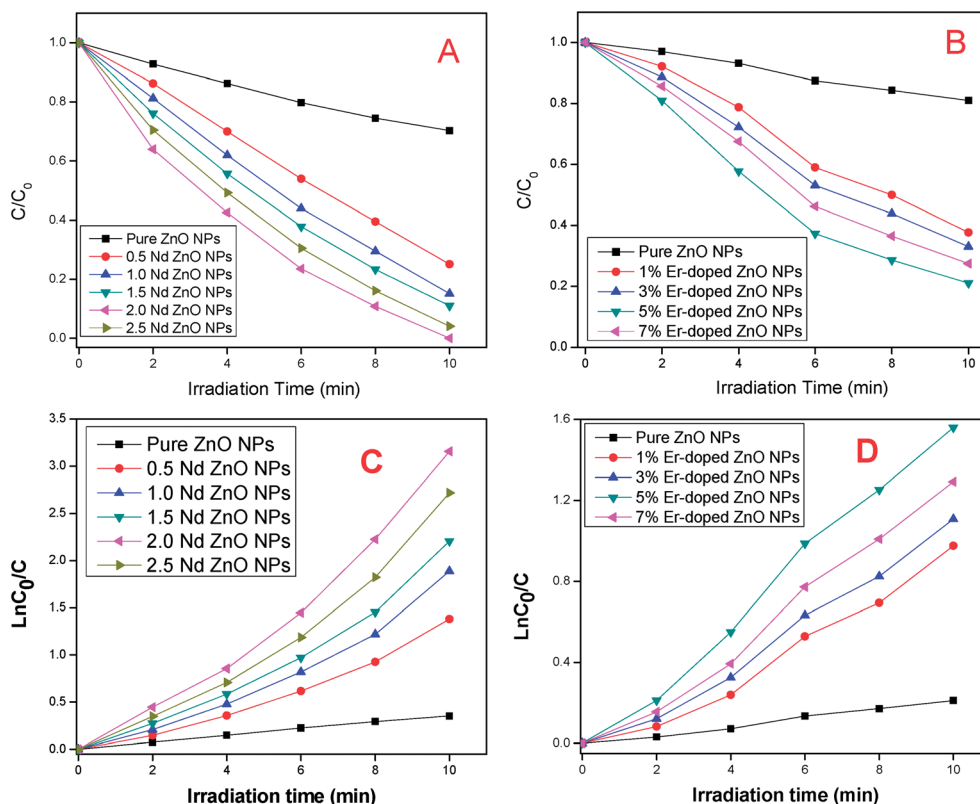 A
C/C0
1.0
0.8
0.6
0.4
0.2
0.0
Pure ZnO NPs
0.5 Nd ZnO NPs
1.0 Nd ZnO NPs
1.5 Nd ZnO NPs
2.0 Nd ZnO NPs
2.5 Nd ZnO NPs
0 2 4 6 8 10
Irradiation Time (min)
B
C/C0
1.0
0.8
0.6
0.4
0.2
0.0
Pure ZnO NPs
1% Er-doped ZnO NPs
3% Er-doped ZnO NPs
5% Er-doped ZnO NPs
7% Er-doped ZnO NPs
0 2 4 6 8 10
Irradiation Time (min)
C
LnC0/C
3.5
3.0
2.5
2.0
1.5
1.0
0.5
0.0
Pure ZnO NPs
0.5 Nd ZnO NPs
1.0 Nd ZnO NPs
1.5 Nd ZnO NPs
2.0 Nd ZnO NPs
2.5 Nd ZnO NPs
0 2 4 6 8 10
Irradiation time (min)
D
LnC0/C
1.6
1.2
0.8
0.4
0.0
Pure ZnO NPs
1% Er-doped ZnO NPs
3% Er-doped ZnO NPs
5% Er-doped ZnO NPs
7% Er-doped ZnO NPs
0 2 4 6 8 10
Irradiation time (min)